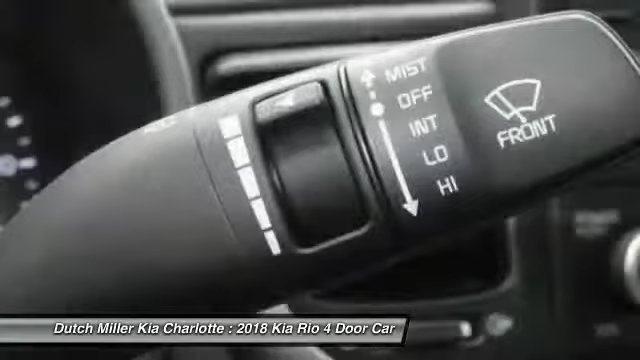 MIST
OFF
INT
LO
HI
FRONT
Dutch Miller Kia Charlotte : 2018 Kia Rio 4 Door Car